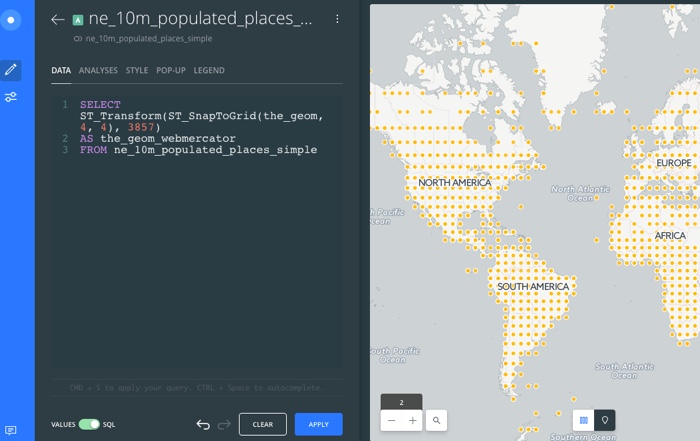 A ne_10m_populated_places_...
ne_10m_populated_places_simple
DATA ANALYSES STYLE POP-UP LEGEND
1 SELECT
ST_Transform(ST_SnapToGrid(the_geom,
4, 4), 3857)
2 AS the_geom_webmercator
3 FROM ne_10m_populated_places_simple
CMD + S to apply your query. CTRL + Space to autocomplete.
VALUES SQL
CLEAR
APPLY
EUROPE
NORTH AMERICA
North Atlantic
Ocean
h Pacific
cean
AFRICA
SOUTH AMERICA
outh Pacific
Ocean
South Atlantic
Ocean
2
Southern Ocean